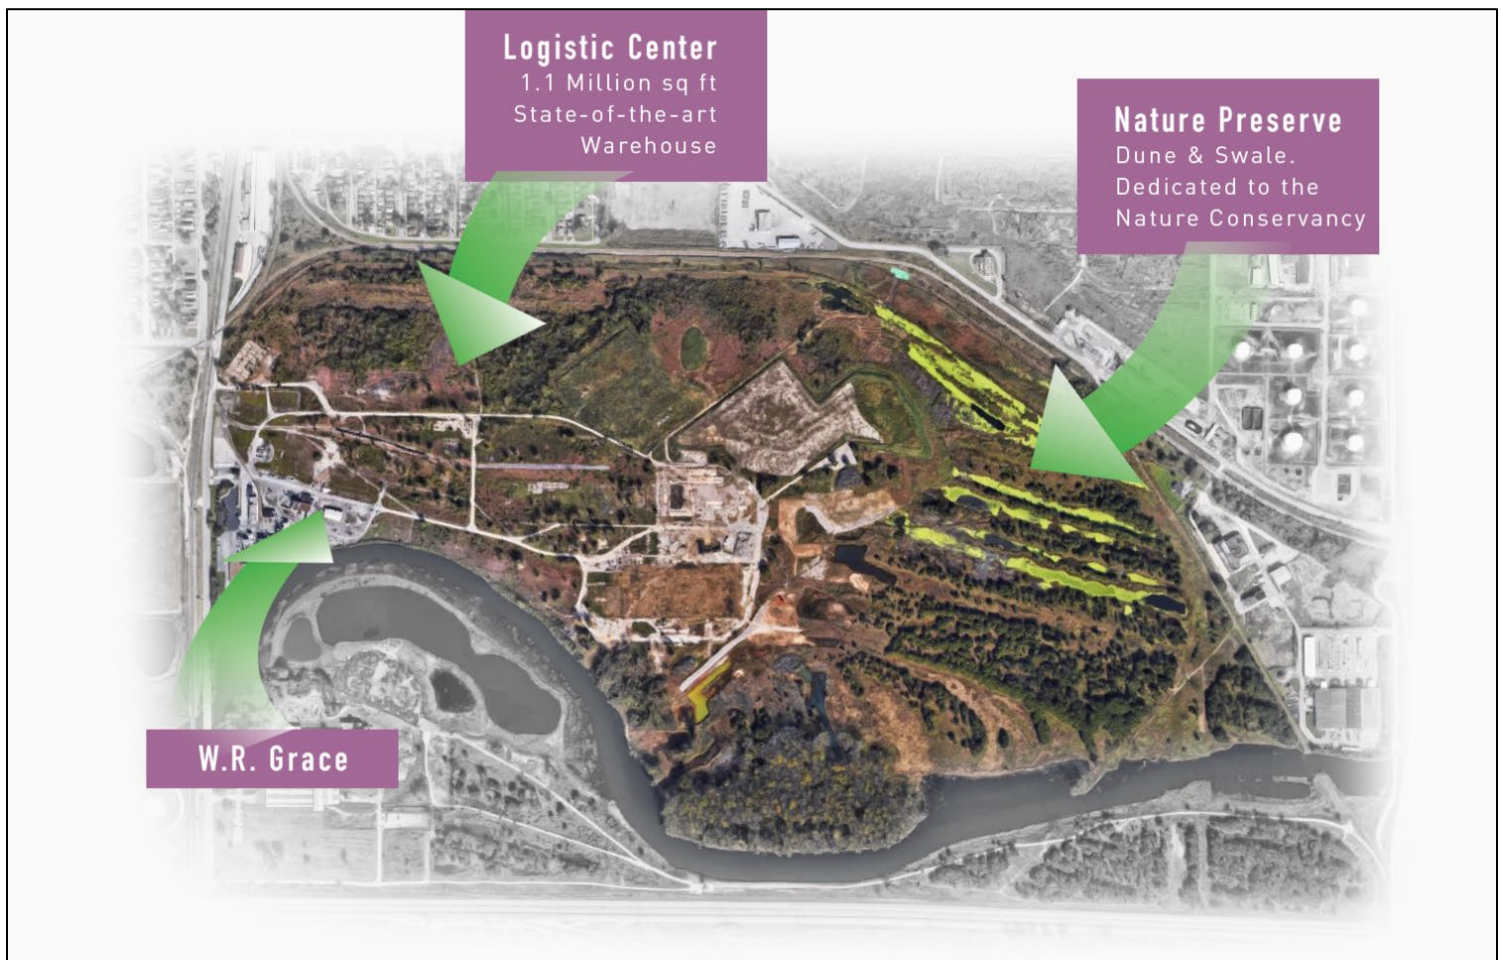 Logistic Center
1.1 Million sq ft
State-of-the-art
Warehouse
Nature Preserve
Dune & Swale.
Dedicated to the
Nature Conservancy
W.R. Grace